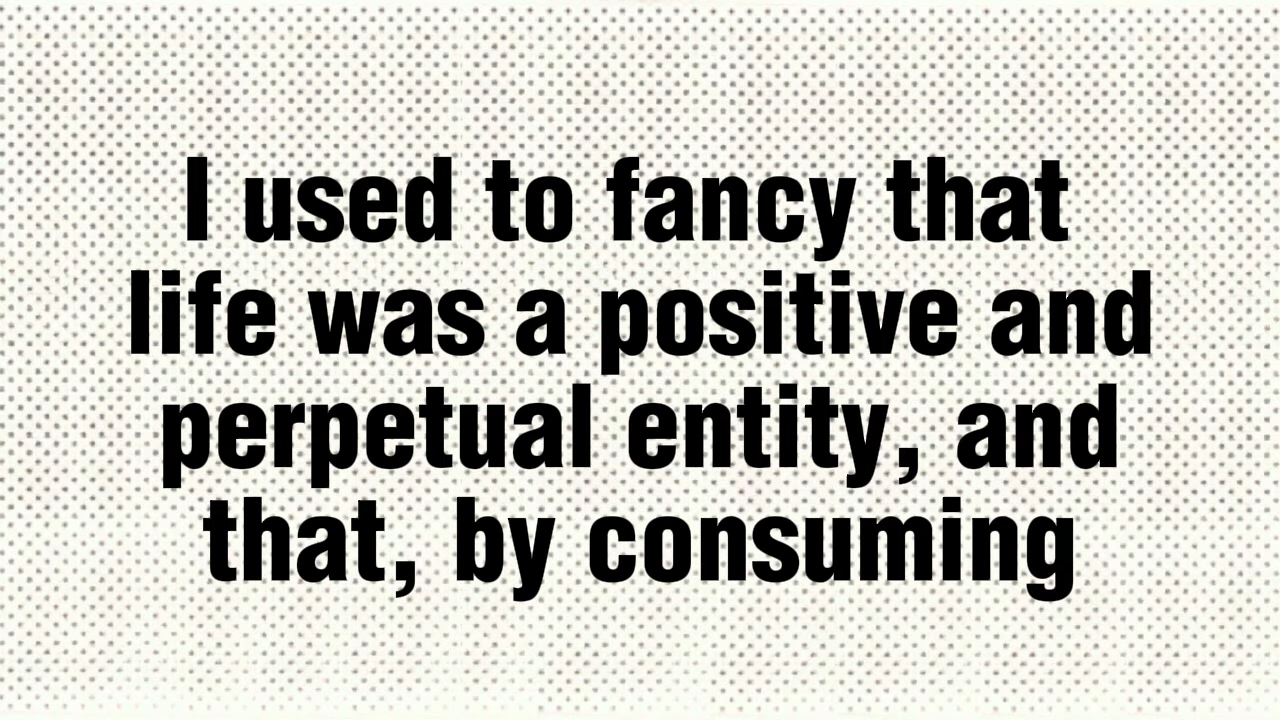 I used to fancy that
life was a positive and
perpetual entity, and
that, by consuming